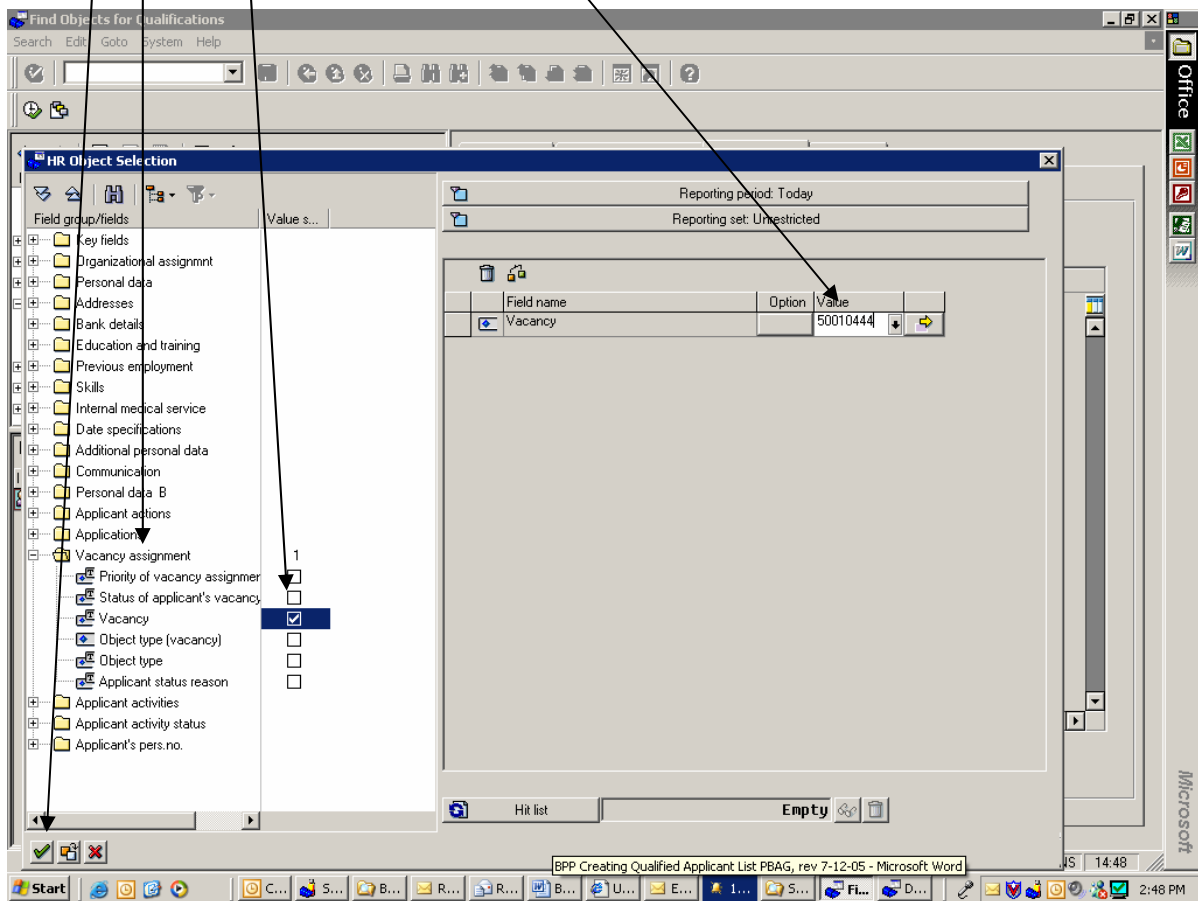 Find Objects for Qualifications
Search Edit Goto System Help
Office
HR Object Selection
Field group/fields Value s...
Key fields
Organizational assignmnt
Personal data
Addresses
Bank details
Education and training
Previous employment
Skills
Internal medical service
Date specifications
Additional personal data
Communication
Personal data B
Applicant actions
Applications
Vacancy assignment 1
Priority of vacancy assignmer
Status of applicant's vacancy
Vacancy
Object type (vacancy)
Object type
Applicant status reason
Applicant activities
Applicant activity status
Applicant's pers.no.
Reporting period: Today
Reporting set: Unrestricted
Field name Option Value
Vacancy 50010444
Hit list Empty
Microsoft
BPP Creating Qualified Applicant List PBAG, rev 7-12-05 - Microsoft Word
NS 14:48
Start C... S... B... R... R... B... U... E... 1... S... Fi... D... 2:48 PM